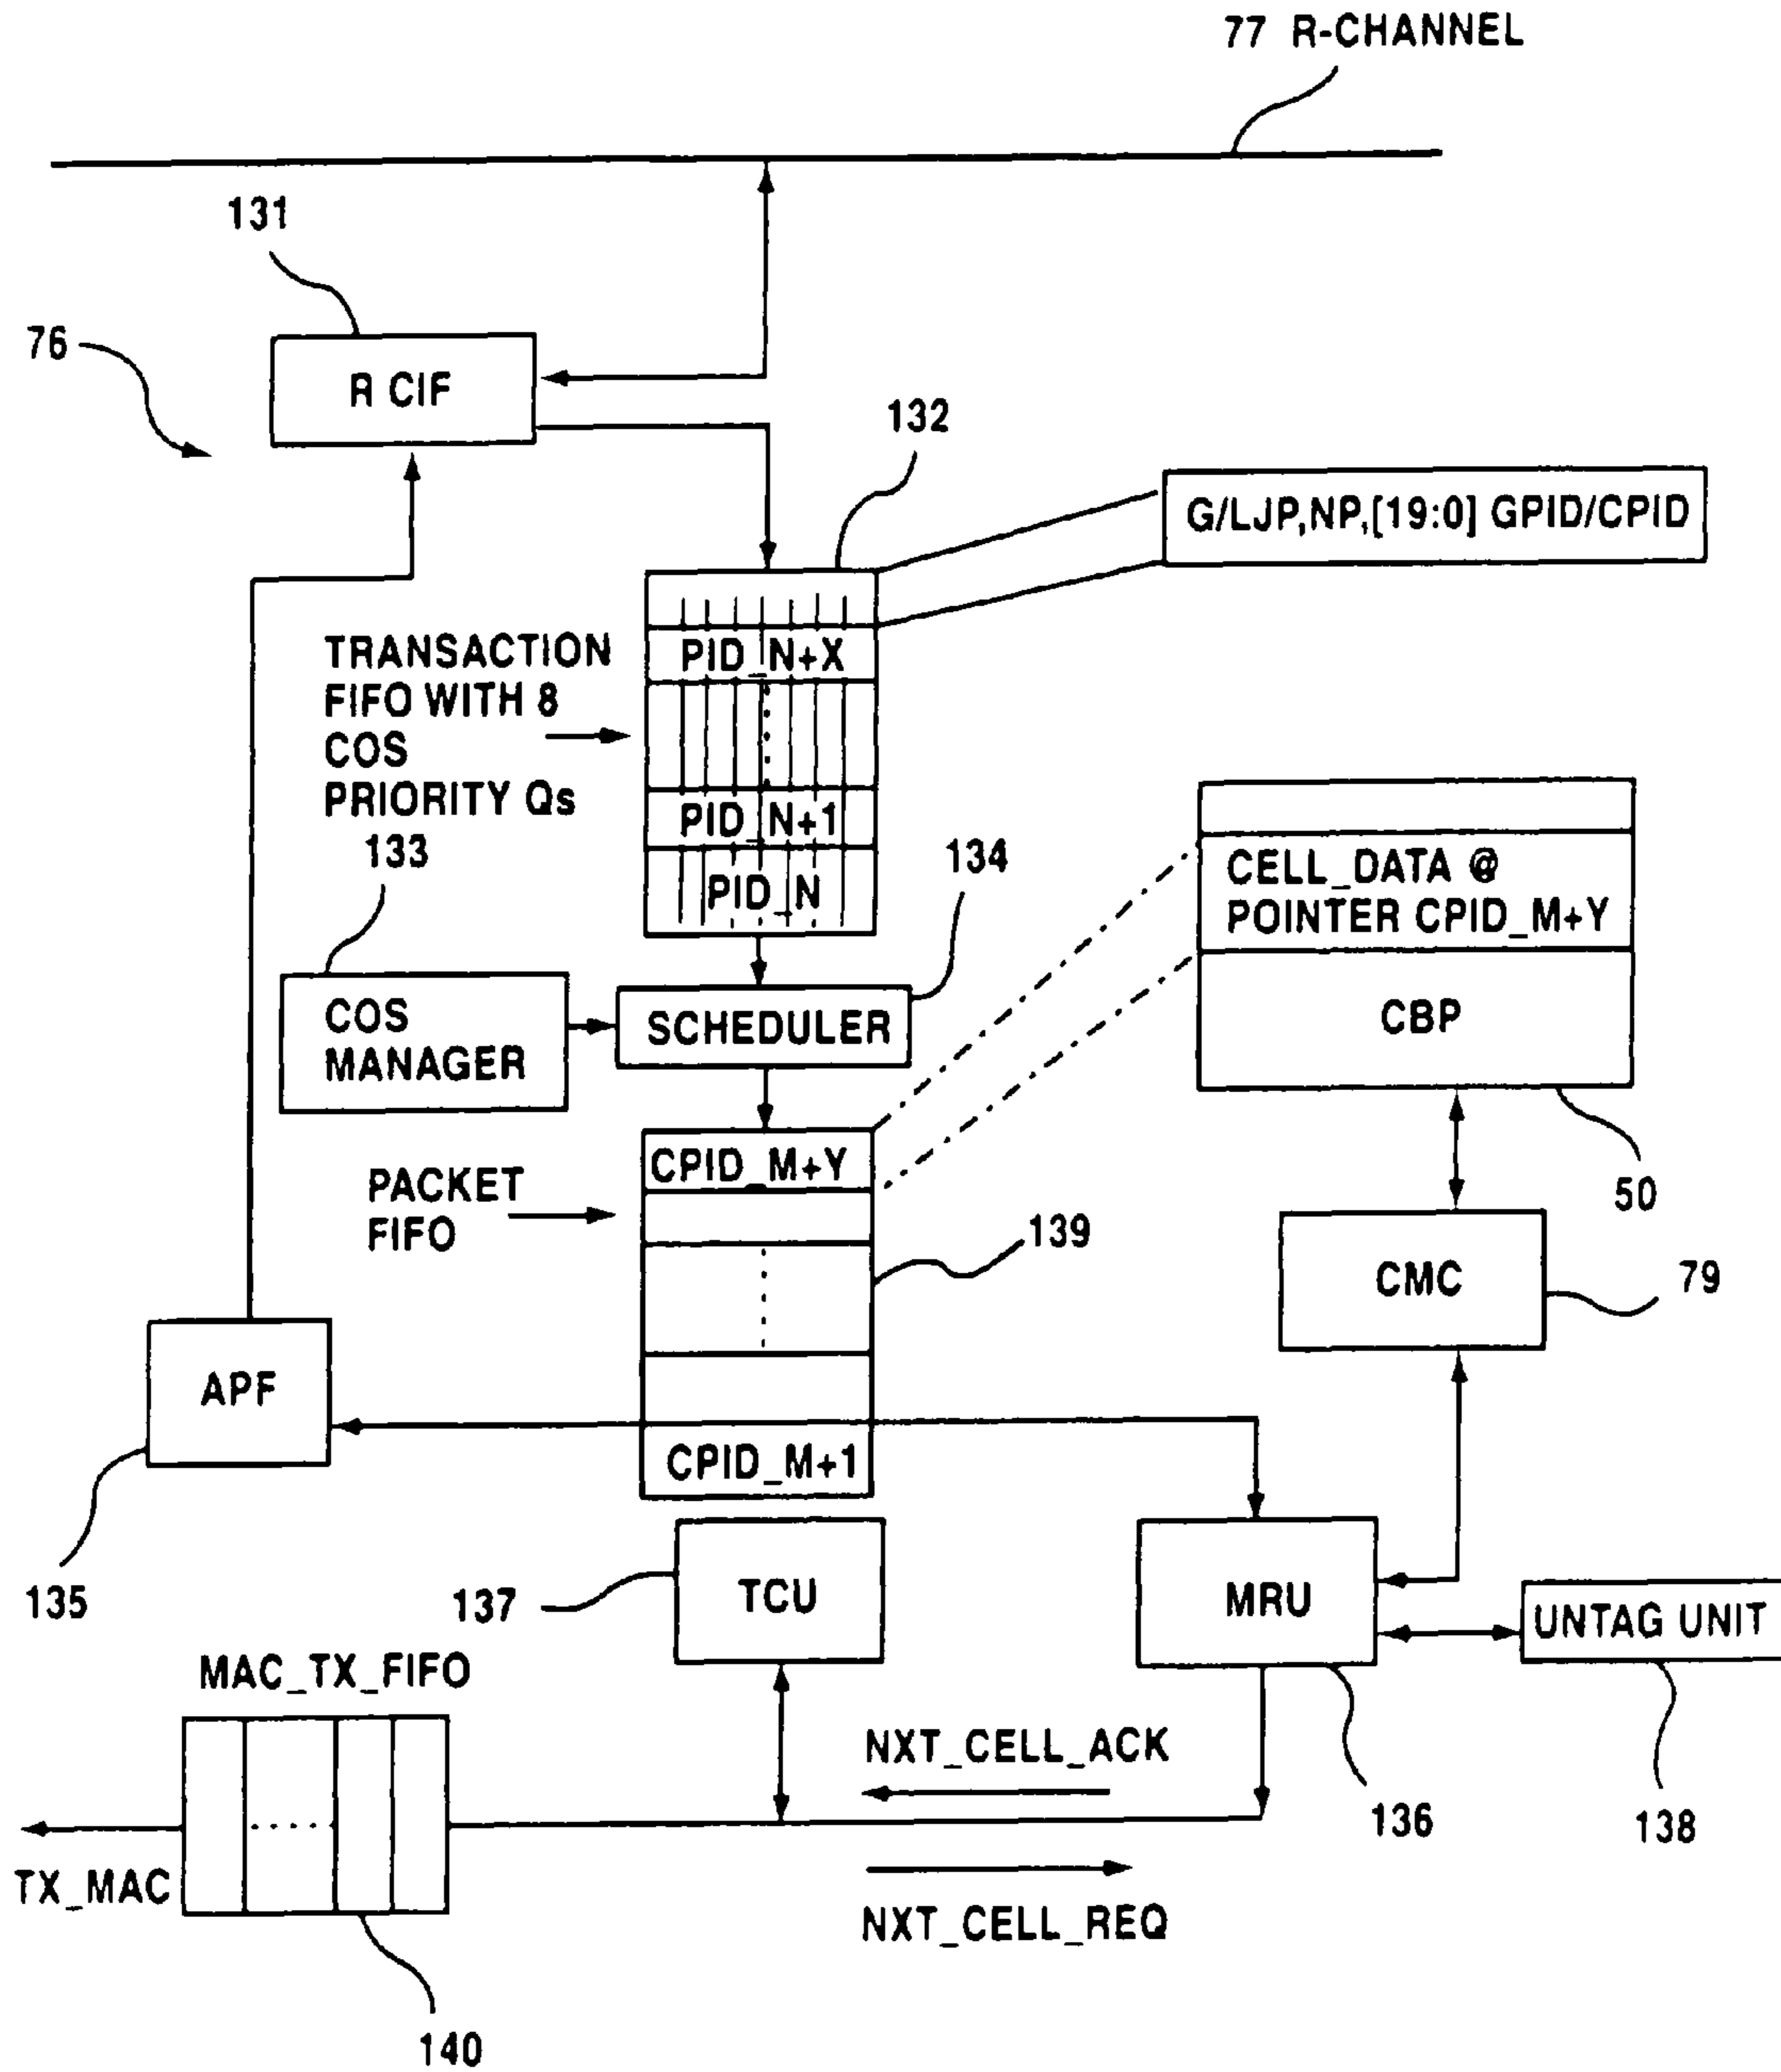 77 R-CHANNEL
131
76
R CIF
132
G/LJP,NP,[19:0] GPID/CPID
TRANSACTION
FIFO WITH 8
COS
PRIORITY Qs
PID_N+X
PID_N+1
PID_N
133
134
CELL_DATA @
POINTER CPID_M+Y
CBP
COS
MANAGER
SCHEDULER
50
PACKET
FIFO
CPID_M+Y
139
CMC
79
APF
CPID_M+1
135
137
TCU
MRU
UNTAG UNIT
MAC_TX_FIFO
NXT_CELL_ACK
136
138
TX_MAC
NXT_CELL_REQ
140